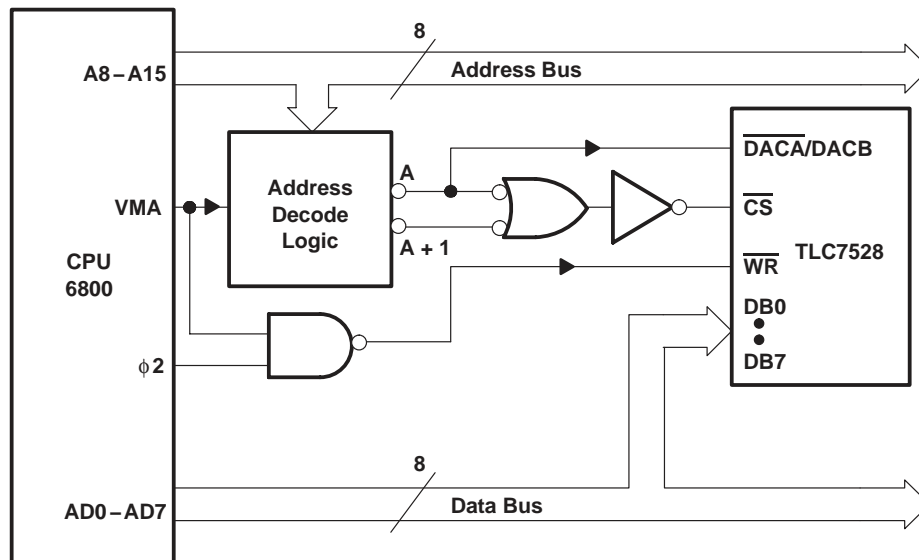 8
A8–A15
Address Bus
A
DACA/DACB
Address
Decode
Logic
VMA
CS
A + 1
TLC7528
CPU
6800
WR
DB0
ϕ2
DB7
8
AD0–AD7
Data Bus